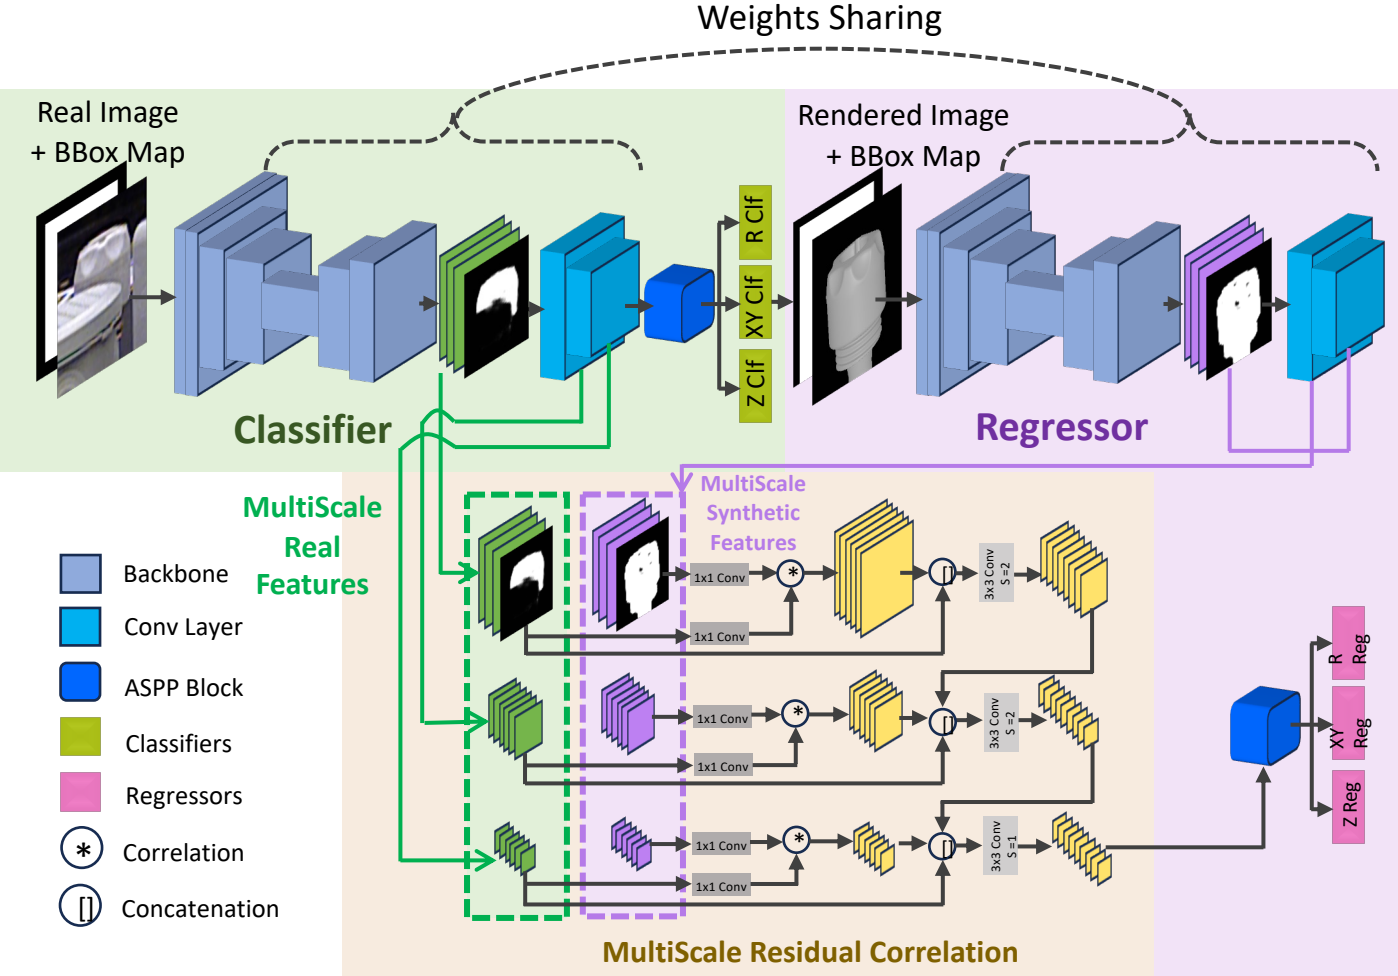 Weights Sharing
Real Image
+ BBox Map
Rendered Image
+ BBox Map
R Clf
XY Clf
Z Clf
Classifier
Regressor
MultiScale
Real
Features
MultiScale
Synthetic
Features
1x1 Conv
*
[]
3x3 Conv
S =2
1x1 Conv
1x1 Conv
*
[]
3x3 Conv
S =2
1x1 Conv
1x1 Conv
*
[]
3x3 Conv
S =1
1x1 Conv
R
Reg
XY
Reg
Z Reg
Backbone
Conv Layer
ASPP Block
Classifiers
Regressors
* Correlation
[] Concatenation
MultiScale Residual Correlation